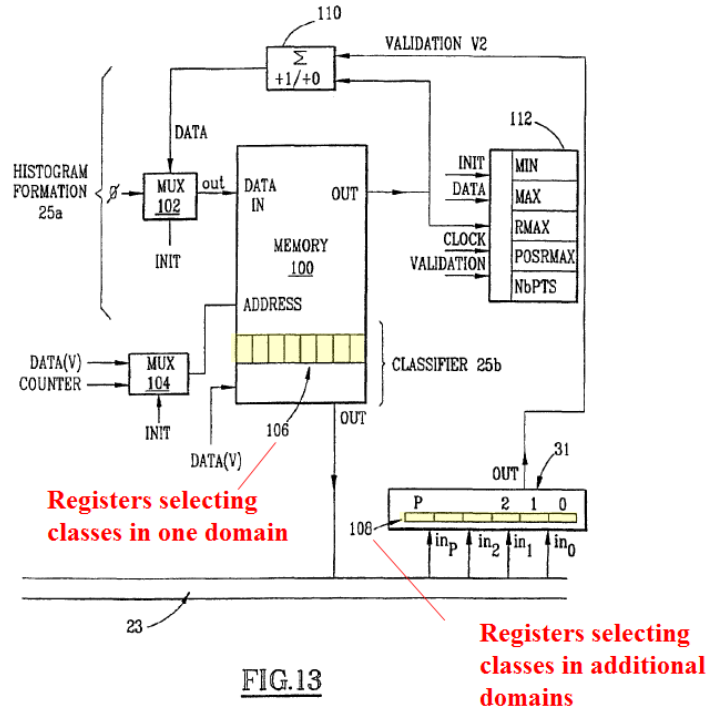 110
VALIDATION V2
Σ
+1/+0
DATA
112
HISTOGRAM
FORMATION
25a
∅
MUX
102
out
INIT
DATA
IN
OUT
MEMORY
100
ADDRESS
INIT
DATA
CLOCK
VALIDATION
MIN
MAX
RMAX
POSRMAX
NbPTS
DATA(V)
COUNTER
MUX
104
INIT
CLASSIFIER 25b
106
DATA(V)
OUT
OUT
31
P 2 1 0
108
inP in2 in1 in0
Registers selecting
classes in one domain
23
Registers selecting
classes in additional
domains
FIG.13